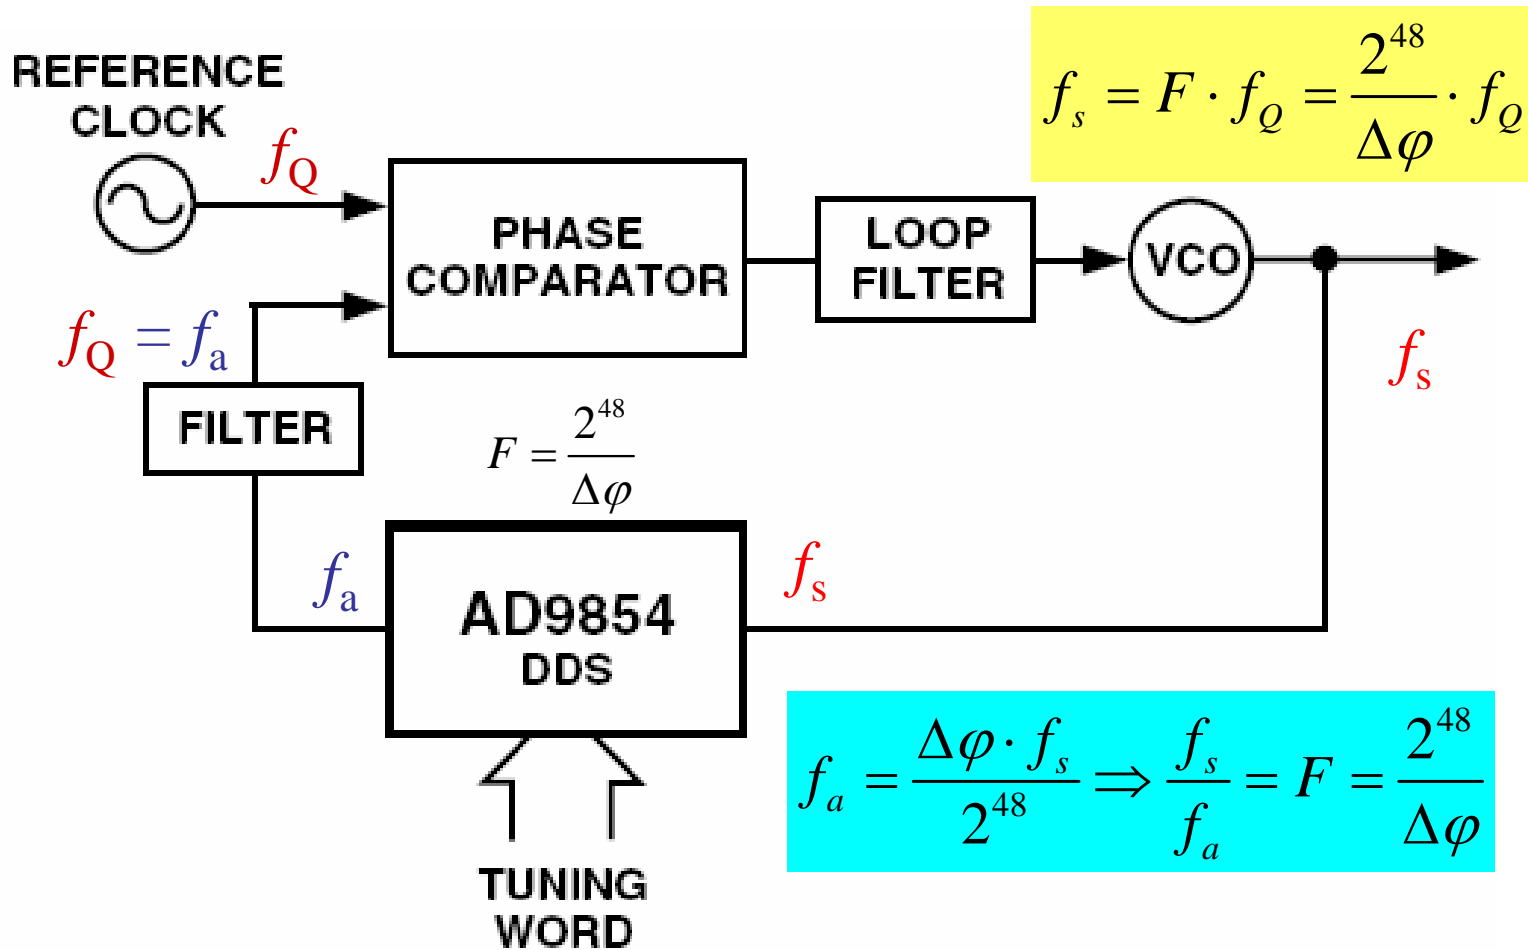 REFERENCE
CLOCK
f_Q
f_s = F · f_Q = 2^48 / Δφ · f_Q
PHASE
COMPARATOR
LOOP
FILTER
VCO
f_Q = f_a
f_s
FILTER
F = 2^48 / Δφ
f_a
f_s
AD9854
DDS
f_a = Δφ · f_s / 2^48 ⇒ f_s / f_a = F = 2^48 / Δφ
TUNING
WORD